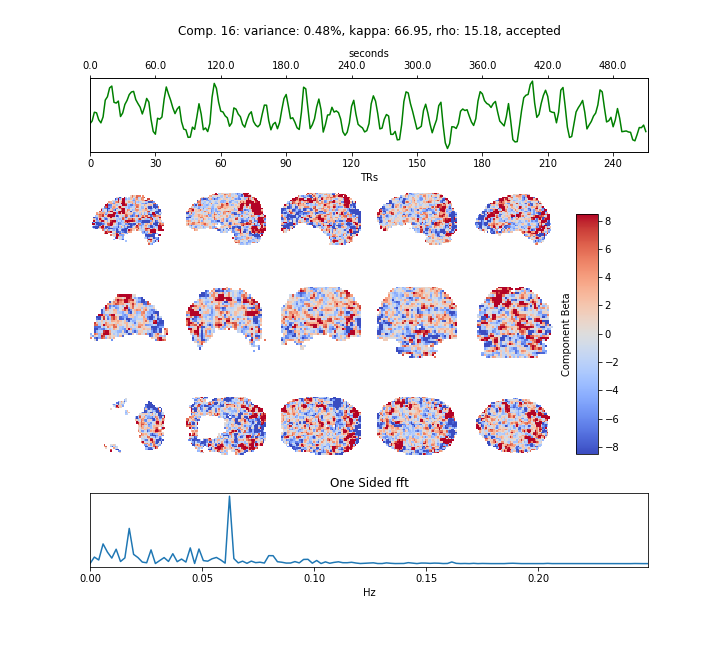 Comp. 16: variance: 0.48%, kappa: 66.95, rho: 15.18, accepted
seconds
0.0 60.0 120.0 180.0 240.0 300.0 360.0 420.0 480.0
0 30 60 90 120 150 180 210 240
TRs
8
6
4
2
0
−2
−4
−6
−8
Component Beta
One Sided fft
0.00 0.05 0.10 0.15 0.20
Hz